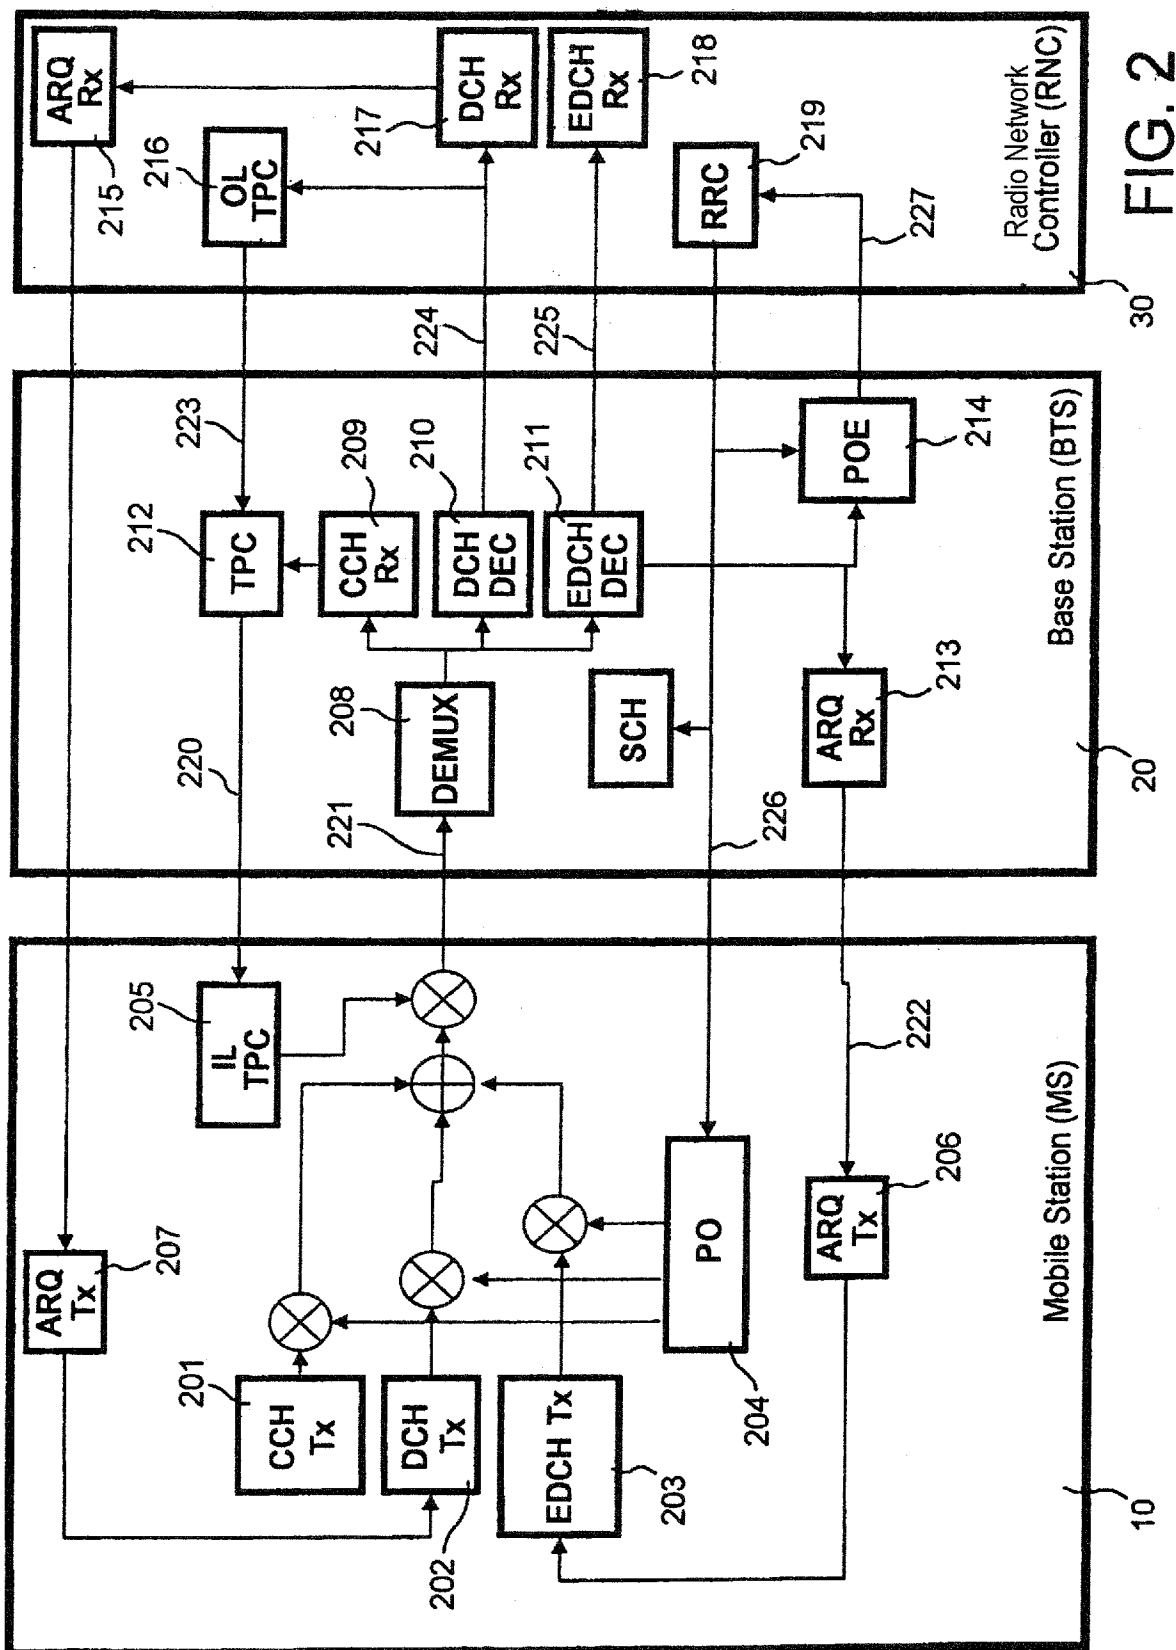 ARQ
Tx
207
201
CCH
Tx
DCH
Tx
202
EDCH Tx
203
PO
204
205
IL
TPC
ARQ
Tx
206
222
Mobile Station (MS)
10
220
221
226
212
TPC
223
208
DEMUX
CCH
Rx
209
DCH
DEC
210
EDCH
DEC
211
SCH
ARQ
Rx
213
POE
214
Base Station (BTS)
20
224
225
ARQ
Rx
215
216
OL
TPC
217
DCH
Rx
EDCH
Rx
218
RRC
219
227
Radio Network
Controller (RNC)
30
FIG. 2